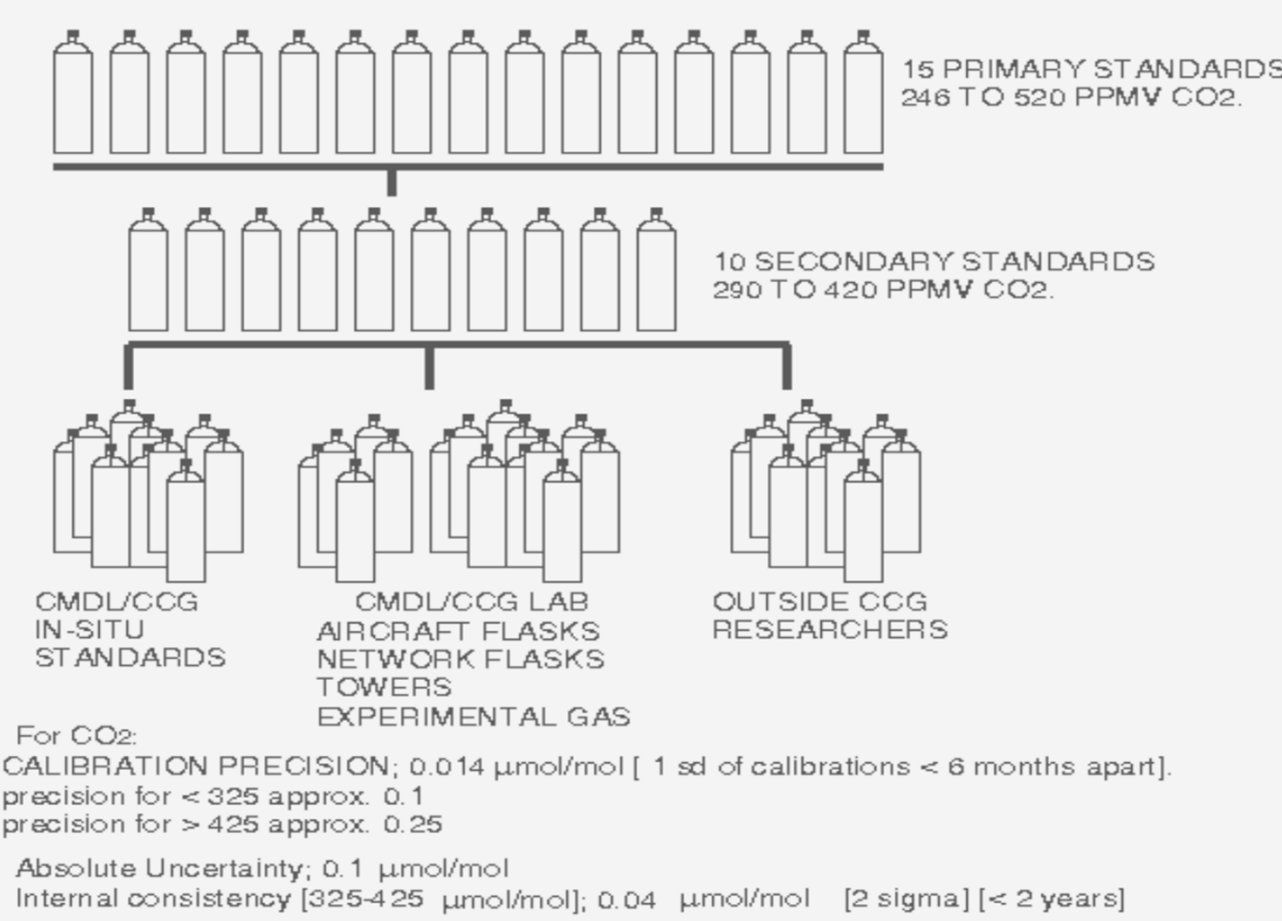 15 PRIMARY STANDARDS
246 TO 520 PPMV CO2.
10 SECONDARY STANDARDS
290 TO 420 PPMV CO2.
CMDL/CCG
IN-SITU
STANDARDS
CMDL/CCG LAB
AIRCRAFT FLASKS
NETWORK FLASKS
TOWERS
EXPERIMENTAL GAS
OUTSIDE CCG
RESEARCHERS
For CO2:
CALIBRATION PRECISION; 0.014 µmol/mol [ 1 sd of calibrations < 6 months apart].
precision for < 325 approx. 0.1
precision for > 425 approx. 0.25
Absolute Uncertainty; 0.1 µmol/mol
Internal consistency [325-425 µmol/mol]; 0.04 µmol/mol [2 sigma] [< 2 years]